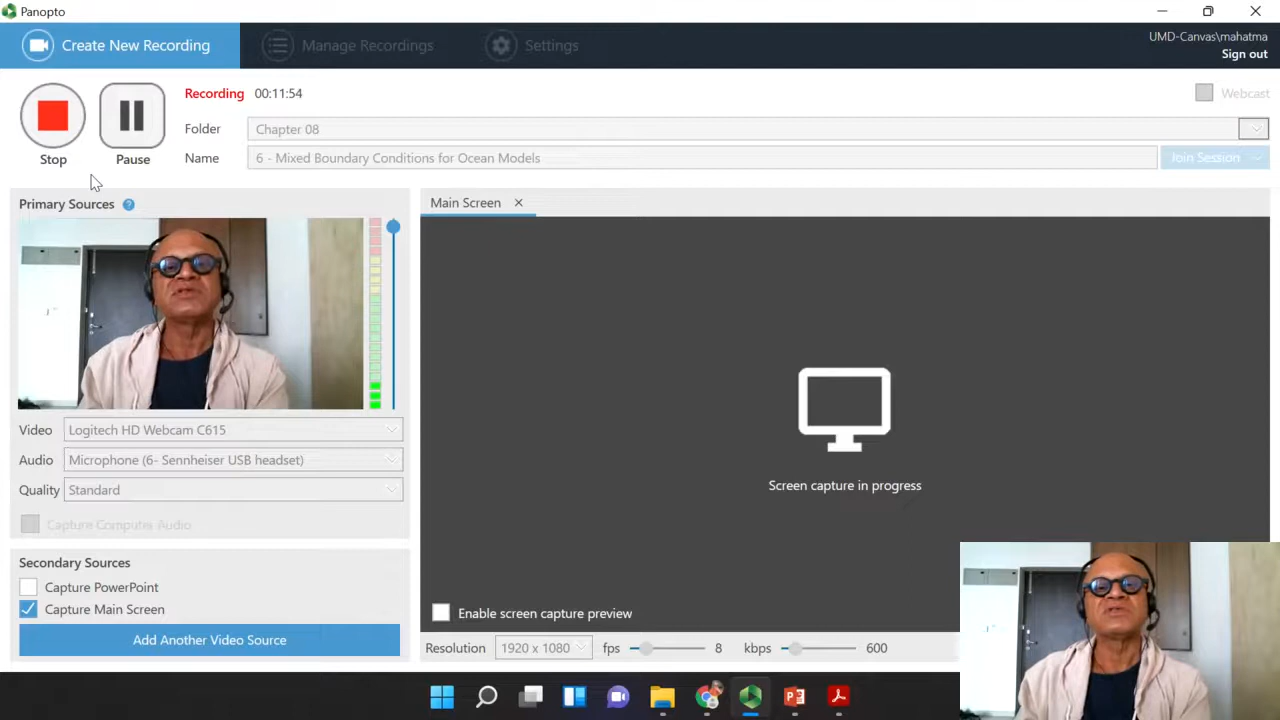 Panopto
Create New Recording
Manage Recordings
Settings
UMD-Canvas\mahatma
Sign out
Stop
Pause
Recording 00:11:54
Webcast
Folder Chapter 08
Name 6 - Mixed Boundary Conditions for Ocean Models
Join Session
Primary Sources ?
Main Screen
Video Logitech HD Webcam C615
Audio Microphone (6- Sennheiser USB headset)
Quality Standard
Capture Computer Audio
Screen capture in progress
Secondary Sources
Capture PowerPoint
Capture Main Screen
Add Another Video Source
Enable screen capture preview
Resolution 1920 x 1080 fps 8 kbps 600